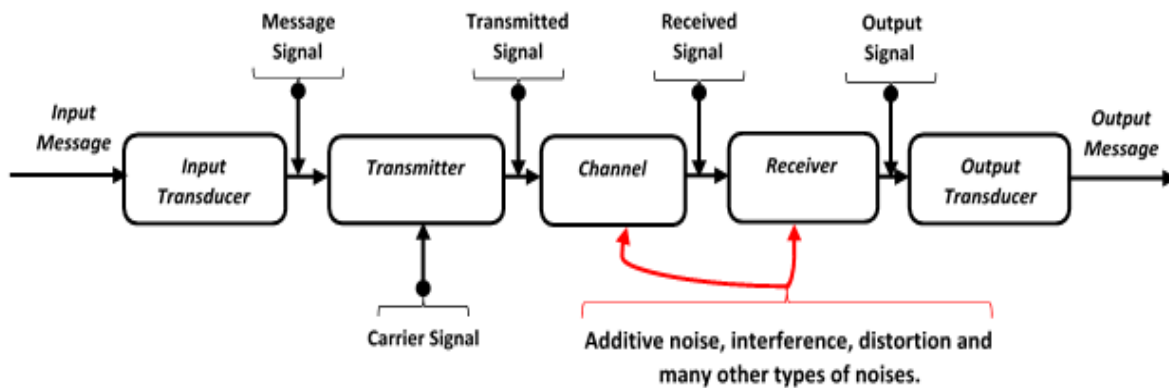 Message
Signal
Transmitted
Signal
Received
Signal
Output
Signal
Input
Message
Input
Transducer
Transmitter
Channel
Receiver
Output
Transducer
Output
Message
Carrier Signal
Additive noise, interference, distortion and
many other types of noises.